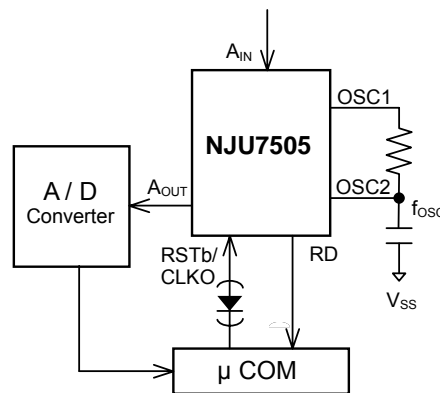 AIN
OSC1
NJU7505
A / D
Converter
AOUT
OSC2
fOSC
RSTb/
CLKO
RD
VSS
μ COM